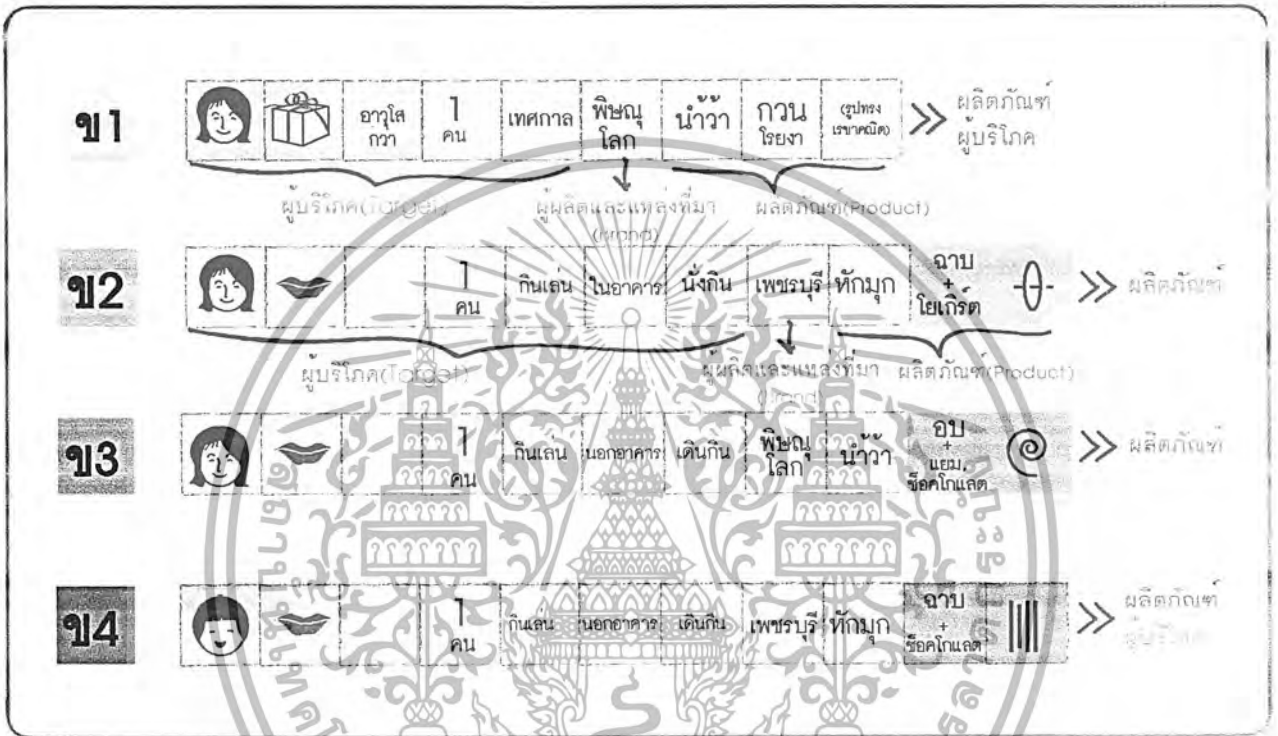 ข1
อาวุโส
กวา
1
คน
เทศกาล
พิษณุ
โลก
น้ำว้า
กวน
โรยงา
(รูปทรง
เรขาคณิต)
ผลิตภัณฑ์
ผู้บริโภค
ผู้บริโภค(Target)
ผู้ผลิตและแหล่งที่มา
(Brand)
ผลิตภัณฑ์(Product)
ข2
1
คน
กินเล่น
ในอาคาร
นั่งกิน
เพชรบุรี
หักมุก
ฉาบ
+
โยเกิร์ต
ผลิตภัณฑ์
ผู้บริโภค(Target)
ผู้ผลิตและแหล่งที่มา
(Brand)
ผลิตภัณฑ์(Product)
ข3
1
คน
กินเล่น
นอกอาคาร
เดินกิน
พิษณุ
โลก
น้ำว้า
อบ
+
แยม,
ช็อคโกแลต
ผลิตภัณฑ์
ข4
1
คน
กินเล่น
นอกอาคาร
เดินกิน
เพชรบุรี
หักมุก
ฉาบ
+
ช็อคโกแลต
ผลิตภัณฑ์
ผู้บริโภค